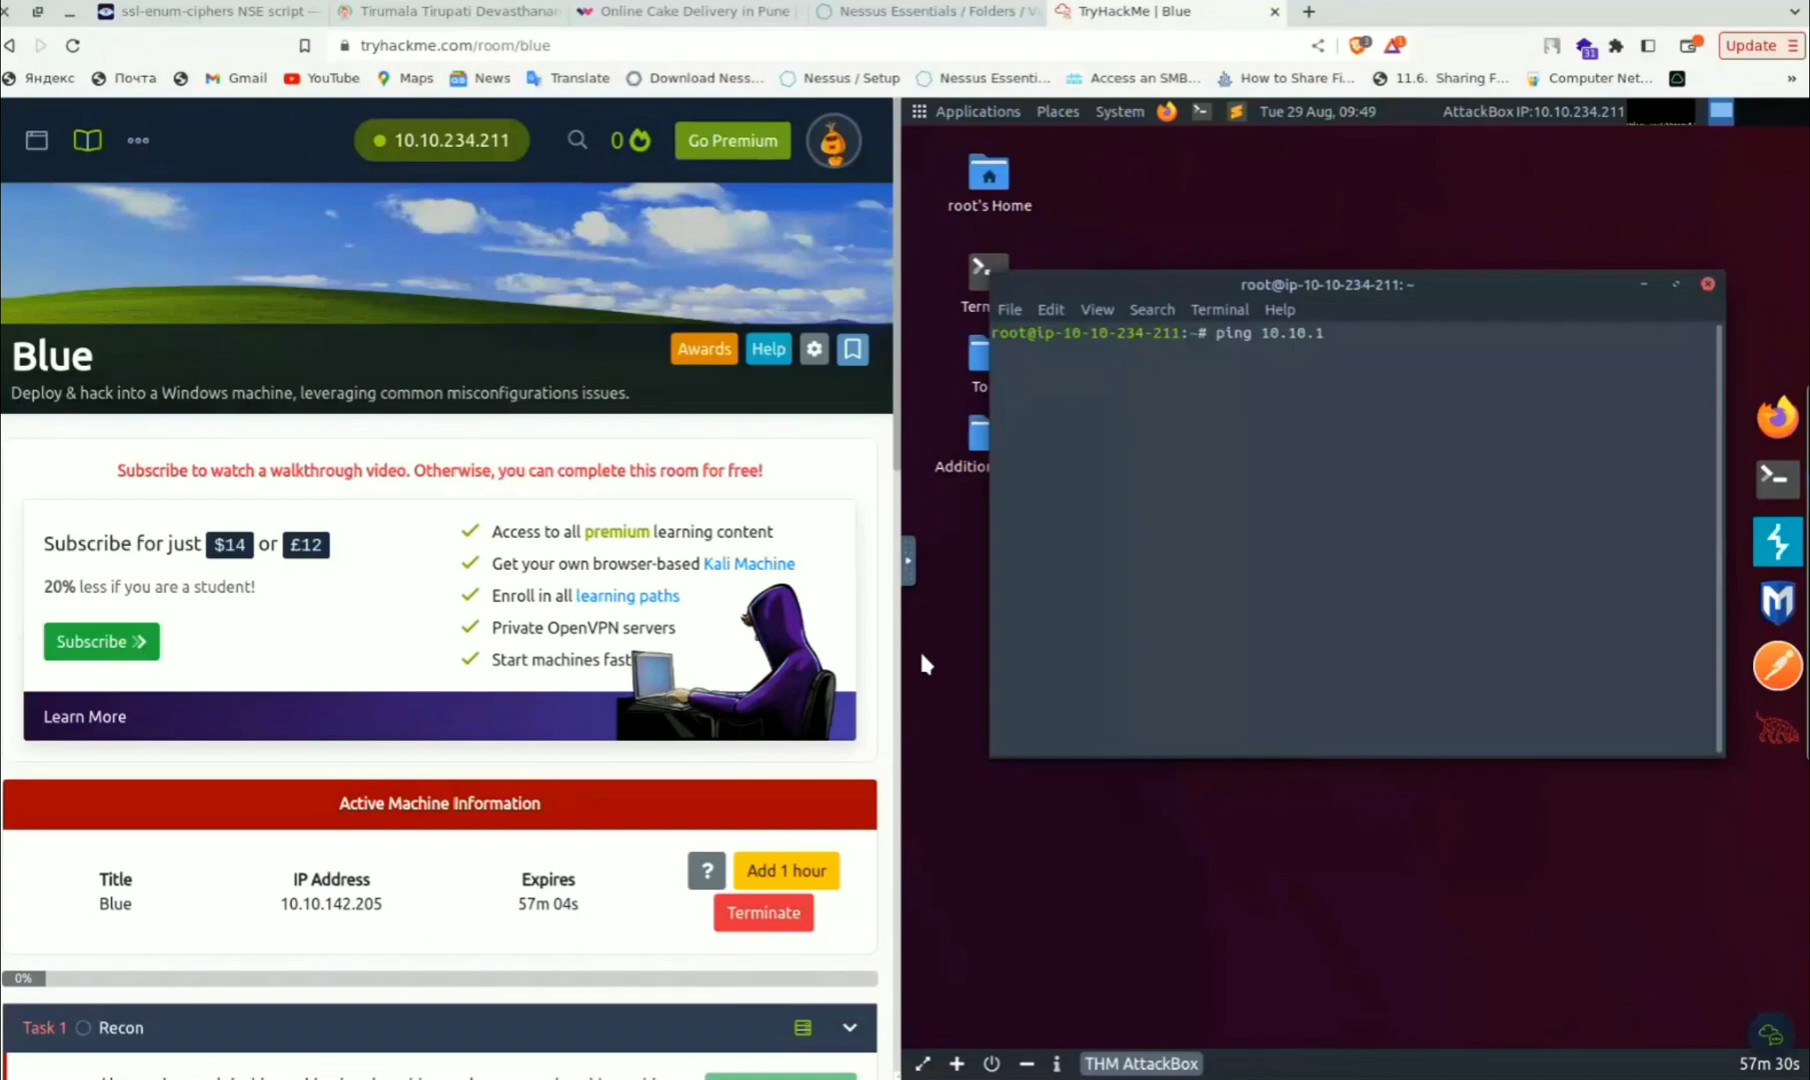 ssl-enum-ciphers NSE script —
Tirumala Tirupati Devasthanan
Online Cake Delivery in Pune
Nessus Essentials / Folders / V
TryHackMe | Blue
tryhackme.com/room/blue
Update
Яндекс
Почта
Gmail
YouTube
Maps
News
Translate
Download Ness...
Nessus / Setup
Nessus Essenti...
Access an SMB...
How to Share Fi...
11.6. Sharing F...
Computer Net...
»
10.10.234.211
0
Go Premium
Blue
Awards
Help
Deploy & hack into a Windows machine, leveraging common misconfigurations issues.
Subscribe to watch a walkthrough video. Otherwise, you can complete this room for free!
Subscribe for just $14 or £12
20% less if you are a student!
Subscribe
Access to all premium learning content
Get your own browser-based Kali Machine
Enroll in all learning paths
Private OpenVPN servers
Start machines fast
Learn More
Active Machine Information
Title
IP Address
Expires
Blue
10.10.142.205
57m 04s
?
Add 1 hour
Terminate
0%
Task 1
Recon
Applications
Places
System
Tue 29 Aug, 09:49
AttackBox IP:10.10.234.211
root's Home
Tern
To
Addition
root@ip-10-10-234-211: ~
File
Edit
View
Search
Terminal
Help
root@ip-10-10-234-211:~# ping 10.10.1
THM AttackBox
57m 30s